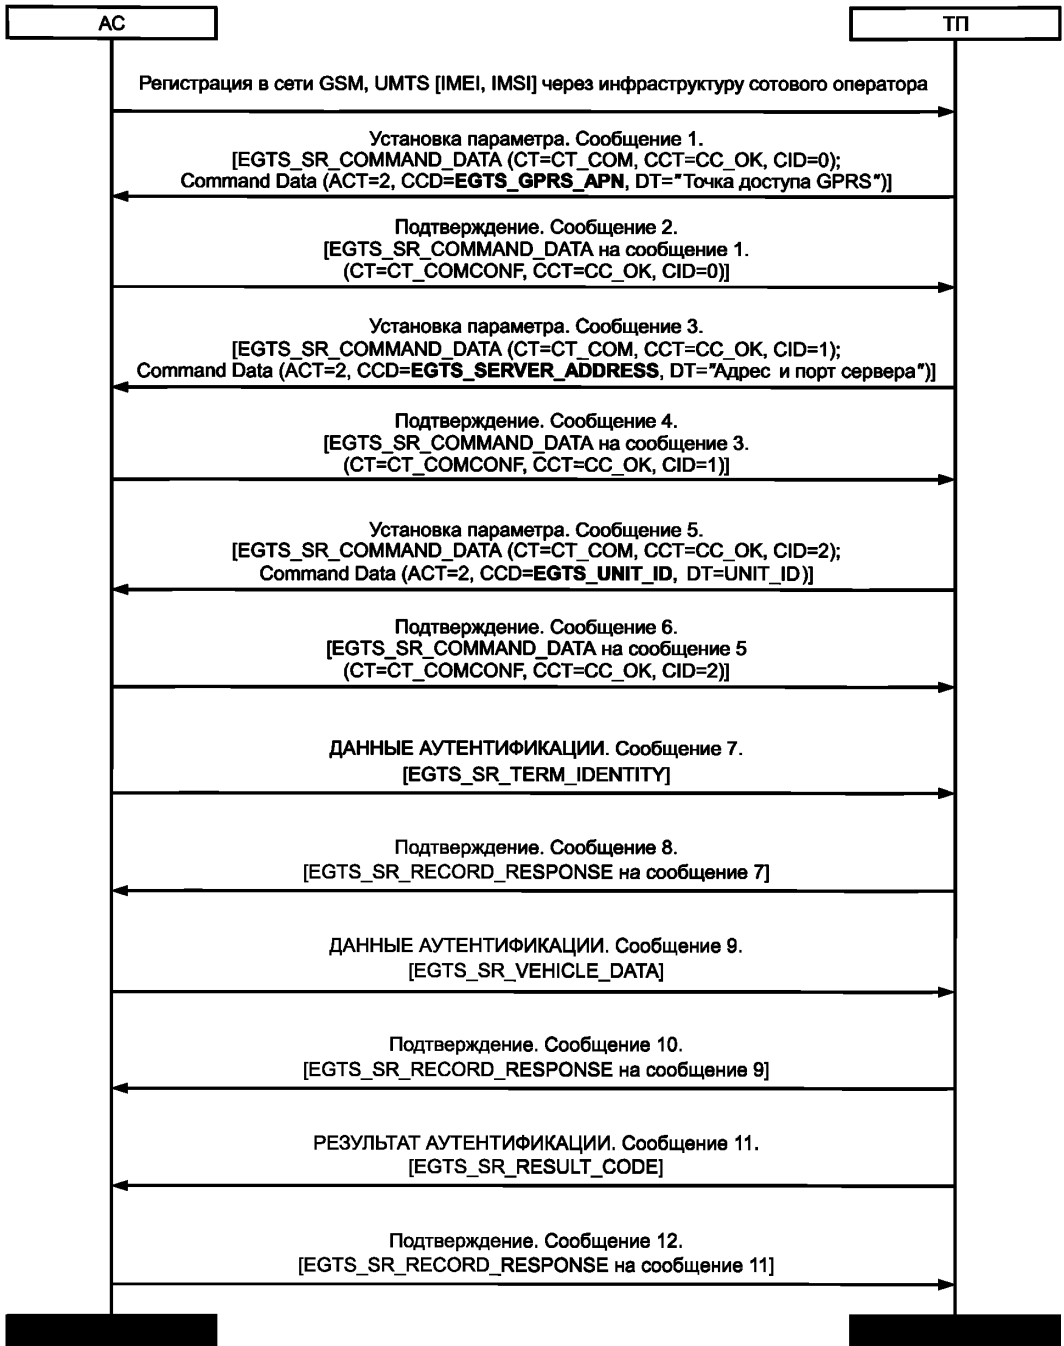 АС
ТП
Регистрация в сети GSM, UMTS [IMEI, IMSI] через инфраструктуру сотового оператора
Установка параметра. Сообщение 1.
[EGTS_SR_COMMAND_DATA (CT=CT_COM, CCT=CC_OK, CID=0);
Command Data (ACT=2, CCD=EGTS_GPRS_APN, DT="Точка доступа GPRS")]
Подтверждение. Сообщение 2.
[EGTS_SR_COMMAND_DATA на сообщение 1.
(CT=CT_COMCONF, CCT=CC_OK, CID=0)]
Установка параметра. Сообщение 3.
[EGTS_SR_COMMAND_DATA (CT=CT_COM, CCT=CC_OK, CID=1);
Command Data (ACT=2, CCD=EGTS_SERVER_ADDRESS, DT="Адрес и порт сервера")]
Подтверждение. Сообщение 4.
[EGTS_SR_COMMAND_DATA на сообщение 3.
(CT=CT_COMCONF, CCT=CC_OK, CID=1)]
Установка параметра. Сообщение 5.
[EGTS_SR_COMMAND_DATA (CT=CT_COM, CCT=CC_OK, CID=2);
Command Data (ACT=2, CCD=EGTS_UNIT_ID, DT=UNIT_ID)]
Подтверждение. Сообщение 6.
[EGTS_SR_COMMAND_DATA на сообщение 5
(CT=CT_COMCONF, CCT=CC_OK, CID=2)]
ДАННЫЕ АУТЕНТИФИКАЦИИ. Сообщение 7.
[EGTS_SR_TERM_IDENTITY]
Подтверждение. Сообщение 8.
[EGTS_SR_RECORD_RESPONSE на сообщение 7]
ДАННЫЕ АУТЕНТИФИКАЦИИ. Сообщение 9.
[EGTS_SR_VEHICLE_DATA]
Подтверждение. Сообщение 10.
[EGTS_SR_RECORD_RESPONSE на сообщение 9]
РЕЗУЛЬТАТ АУТЕНТИФИКАЦИИ. Сообщение 11.
[EGTS_SR_RESULT_CODE]
Подтверждение. Сообщение 12.
[EGTS_SR_RECORD_RESPONSE на сообщение 11]